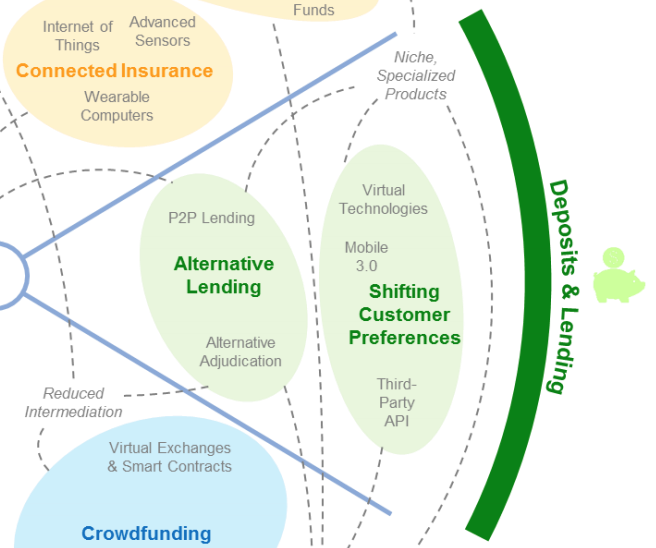 Funds
Internet of
Things
Advanced
Sensors
Connected Insurance
Wearable
Computers
Niche,
Specialized
Products
P2P Lending
Alternative
Lending
Alternative
Adjudication
Virtual
Technologies
Mobile
3.0
Shifting
Customer
Preferences
Third-
Party
API
Deposits & Lending
Reduced
Intermediation
Virtual Exchanges
& Smart Contracts
Crowdfunding